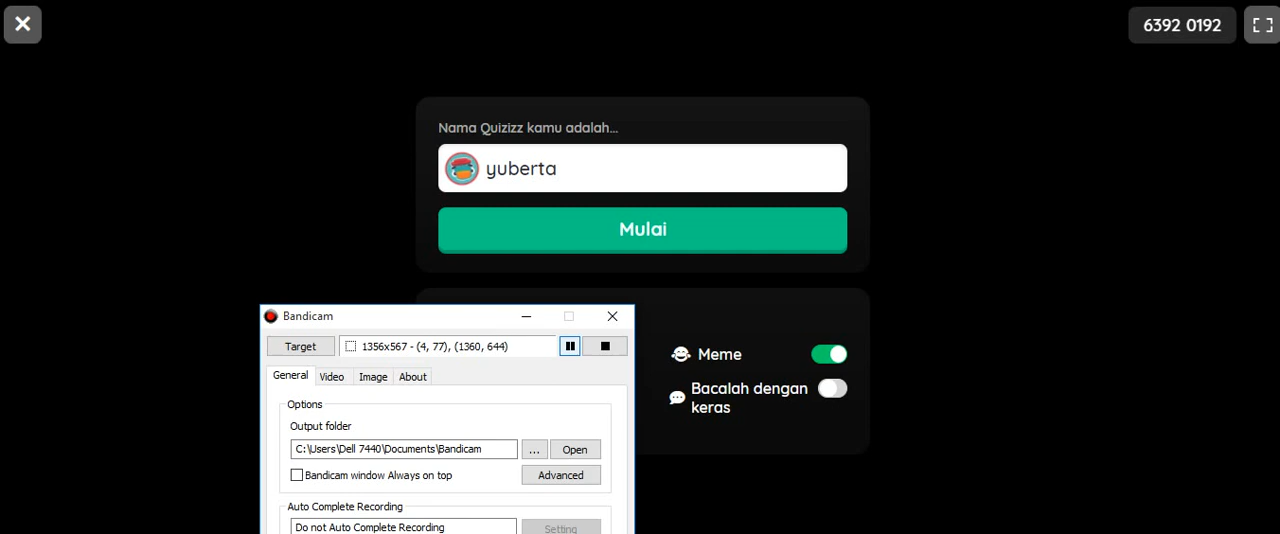 6392 0192
Nama Quizizz kamu adalah...
yuberta
Mulai
Bandicam
Target
1356x567 - (4, 77), (1360, 644)
General Video Image About
Options
Output folder
C:\Users\Dell 7440\Documents\Bandicam
... Open
Bandicam window Always on top
Advanced
Auto Complete Recording
Do not Auto Complete Recording
Setting
Meme
Bacalah dengan
keras